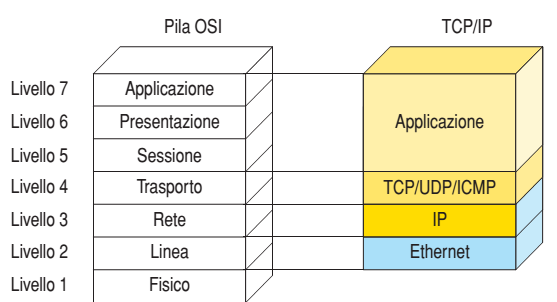 Pila OSI TCP/IP
Livello 7 Applicazione
Livello 6 Presentazione Applicazione
Livello 5 Sessione
Livello 4 Trasporto TCP/UDP/ICMP
Livello 3 Rete IP
Livello 2 Linea Ethernet
Livello 1 Fisico